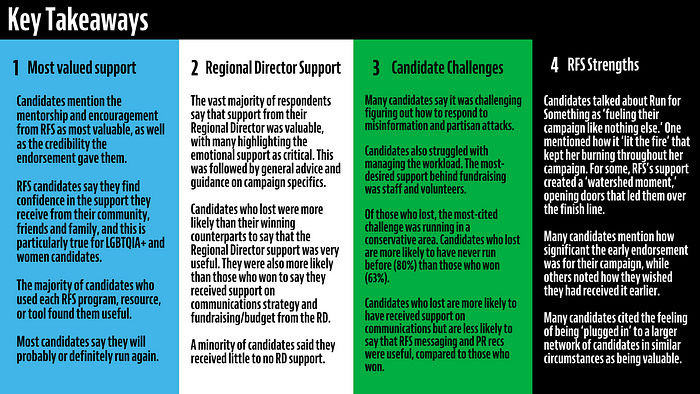 Key Takeaways
1 Most valued support
Candidates mention the
mentorship and encouragement
from RFS as most valuable, as well
as the credibility the
endorsement gave them.
RFS candidates say they find
confidence in the support they
receive from their community,
friends and family, and this is
particularly true for LGBTQIA+ and
women candidates.
The majority of candidates who
used each RFS program, resource,
or tool found them useful.
Most candidates say they will
probably or definitely run again.
2 Regional Director Support
The vast majority of respondents
say that support from their
Regional Director was valuable,
with many highlighting the
emotional support as critical. This
was followed by general advice and
guidance on campaign specifics.
Candidates who lost were more
likely than their winning
counterparts to say that the
Regional Director support was very
useful. They were also more likely
than those who won to say they
received support on
communications strategy and
fundraising/budget from the RD.
A minority of candidates said they
received little to no RD support.
3 Candidate Challenges
Many candidates say it was challenging
figuring out how to respond to
misinformation and partisan attacks.
Candidates also struggled with
managing the workload. The most-
desired support behind fundraising
was staff and volunteers.
Of those who lost, the most-cited
challenge was running in a
conservative area. Candidates who lost
are more likely to have never run
before (80%) than those who won
(63%).
Candidates who lost are more likely to
have received support on
communications but are less likely to
say that RFS messaging and PR recs
were useful, compared to those who
won.
4 RFS Strengths
Candidates talked about Run for
Something as ‘fueling their
campaign like nothing else.’ One
mentioned how it ‘lit the fire’ that
kept her burning throughout her
campaign. For some, RFS’s support
created a ‘watershed moment,’
opening doors that led them over
the finish line.
Many candidates mention how
significant the early endorsement
was for their campaign, while
others noted how they wished
they had received it earlier.
Many candidates cited the feeling
of being ‘plugged in’ to a larger
network of candidates in similar
circumstances as being valuable.